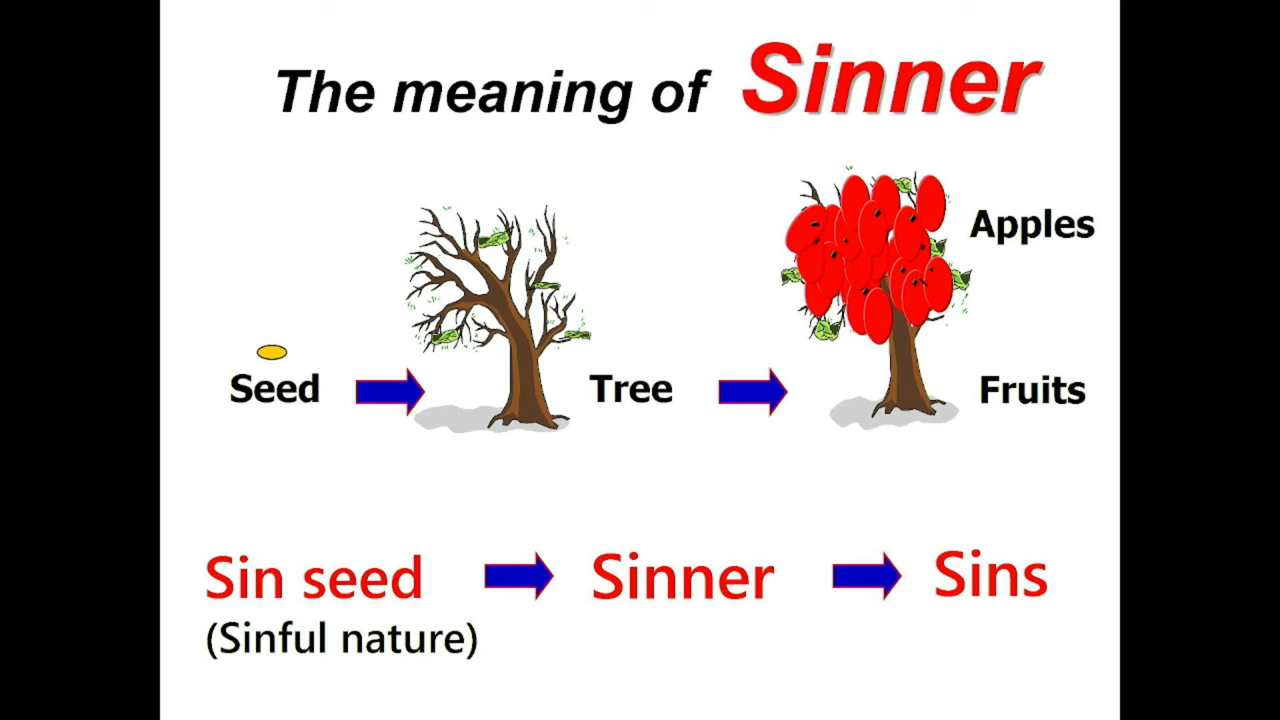 The meaning of Sinner
Apples
Seed
Tree
Fruits
Sin seed
Sinner
Sins
(Sinful nature)